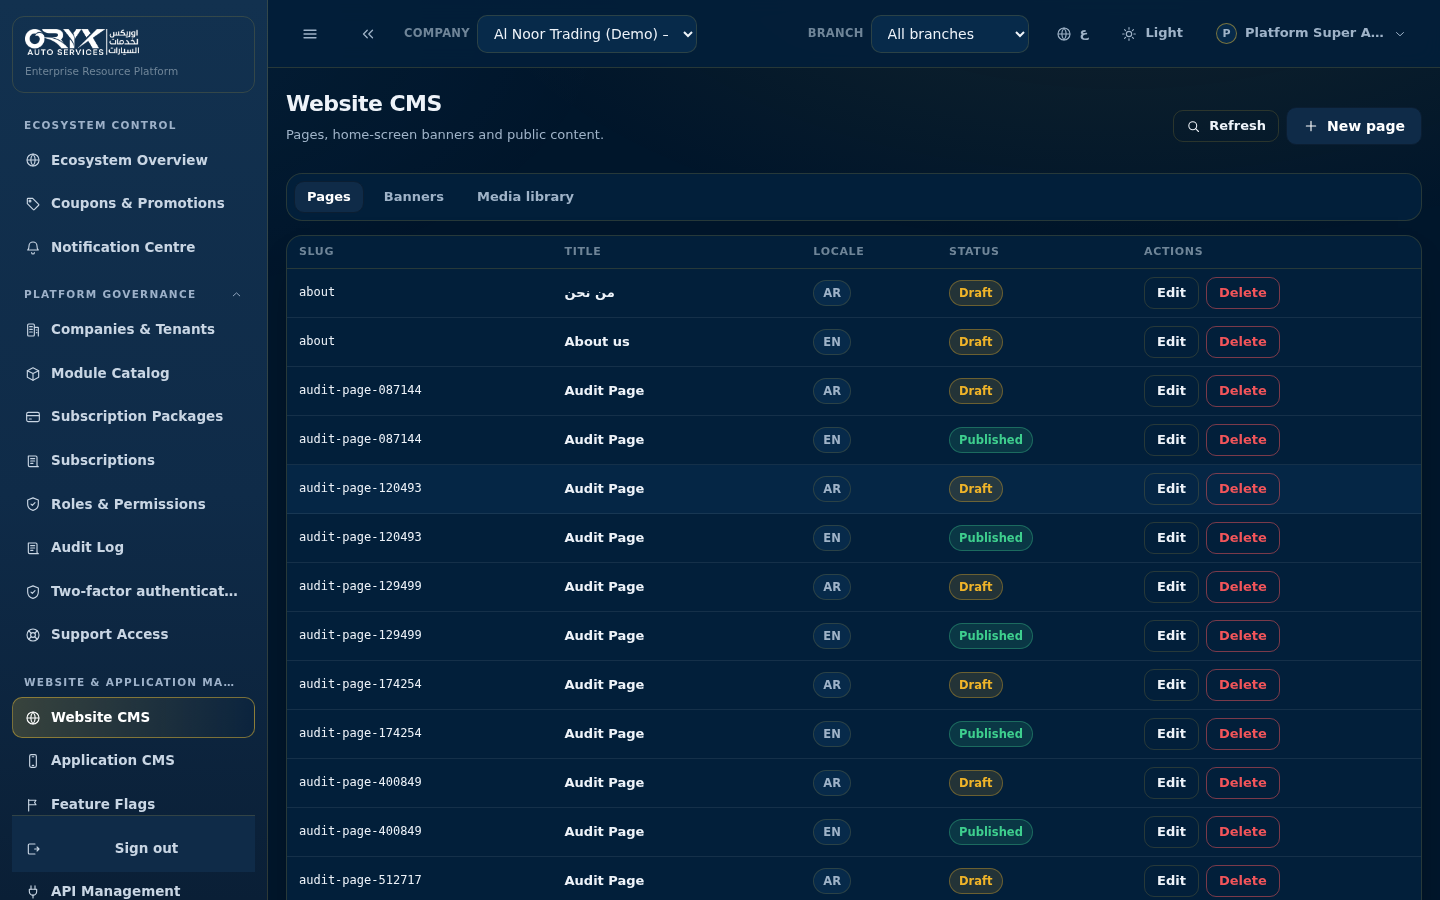 ORYX
AUTO SERVICES
اوريكس
لخدمات
السيارات
Enterprise Resource Platform
ECOSYSTEM CONTROL
Ecosystem Overview
Coupons & Promotions
Notification Centre
PLATFORM GOVERNANCE
Companies & Tenants
Module Catalog
Subscription Packages
Subscriptions
Roles & Permissions
Audit Log
Two-factor authenticat...
Support Access
WEBSITE & APPLICATION MA...
Website CMS
Application CMS
Feature Flags
Sign out
API Management
COMPANY Al Noor Trading (Demo) – BRANCH All branches ع Light P Platform Super A...
Website CMS
Pages, home-screen banners and public content.
Refresh New page
Pages Banners Media library
SLUG TITLE LOCALE STATUS ACTIONS
about من نحن AR Draft Edit Delete
about About us EN Draft Edit Delete
audit-page-087144 Audit Page AR Draft Edit Delete
audit-page-087144 Audit Page EN Published Edit Delete
audit-page-120493 Audit Page AR Draft Edit Delete
audit-page-120493 Audit Page EN Published Edit Delete
audit-page-129499 Audit Page AR Draft Edit Delete
audit-page-129499 Audit Page EN Published Edit Delete
audit-page-174254 Audit Page AR Draft Edit Delete
audit-page-174254 Audit Page EN Published Edit Delete
audit-page-400849 Audit Page AR Draft Edit Delete
audit-page-400849 Audit Page EN Published Edit Delete
audit-page-512717 Audit Page AR Draft Edit Delete